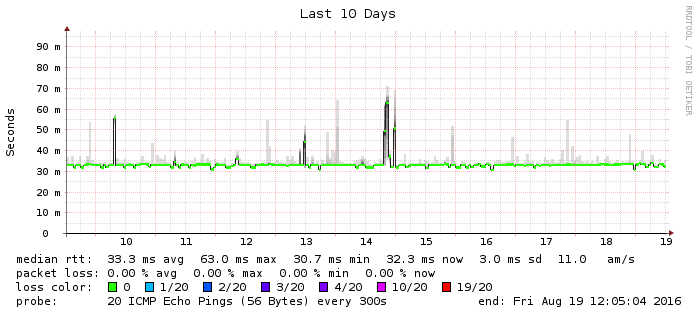 Last 10 Days
RRDTOOL / TOBI OETIKER
Seconds
90 m
80 m
70 m
60 m
50 m
40 m
30 m
20 m
10 m
0
10 11 12 13 14 15 16 17 18 19
median rtt: 33.3 ms avg 63.0 ms max 30.7 ms min 32.3 ms now 3.0 ms sd 11.0 am/s
packet loss: 0.00 % avg 0.00 % max 0.00 % min 0.00 % now
loss color: 0 1/20 2/20 3/20 4/20 10/20 19/20
probe: 20 ICMP Echo Pings (56 Bytes) every 300s end: Fri Aug 19 12:05:04 2016